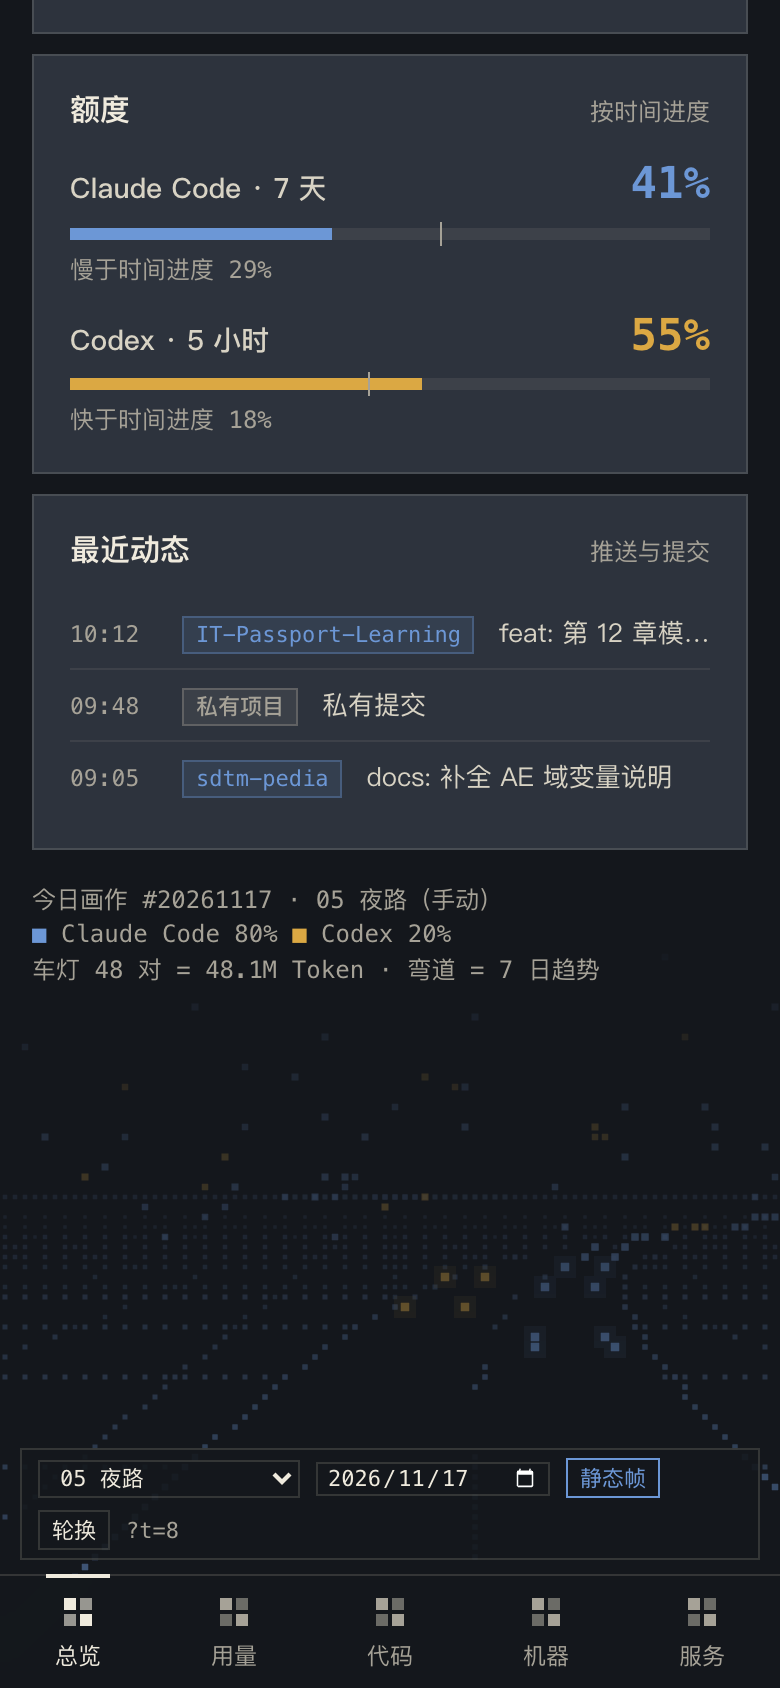 额度 按时间进度
Claude Code · 7 天 41%
慢于时间进度 29%
Codex · 5 小时 55%
快于时间进度 18%
最近动态 推送与提交
10:12 IT-Passport-Learning feat: 第 12 章模…
09:48 私有项目 私有提交
09:05 sdtm-pedia docs: 补全 AE 域变量说明
今日画作 #20261117 · 05 夜路 (手动)
Claude Code 80% Codex 20%
车灯 48 对 = 48.1M Token · 弯道 = 7 日趋势
05 夜路 2026/11/17 静态帧
轮换 ?t=8
总览 用量 代码 机器 服务